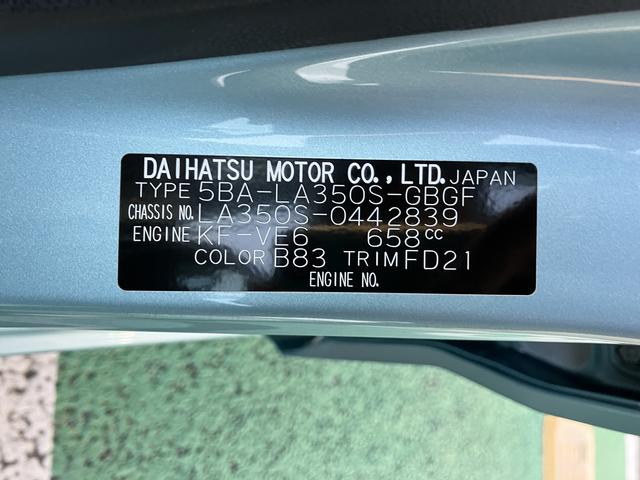 DAIHATSU MOTOR CO.,LTD. JAPAN
TYPE 5BA-LA350S-GBGF
CHASSIS NO. LA350S-0442839
ENGINE KF-VE6 658cc
COLOR B83 TRIM FD21
ENGINE NO.